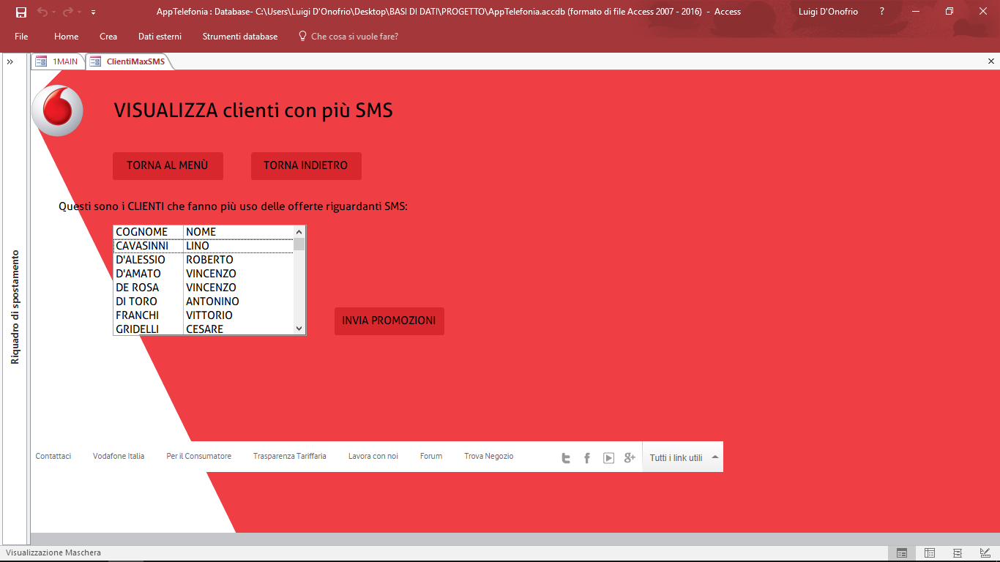 AppTelefonia : Database- C:\Users\Luigi D'Onofrio\Desktop\BASI DI DATI\PROGETTO\AppTelefonia.accdb (formato di file Access 2007 - 2016) - Access
Luigi D'Onofrio
?
File Home Crea Dati esterni Strumenti database Che cosa si vuole fare?
1MAIN ClientiMaxSMS
VISUALIZZA clienti con più SMS
TORNA AL MENÙ TORNA INDIETRO
Questi sono i CLIENTI che fanno più uso delle offerte riguardanti SMS:
COGNOME NOME
CAVASINNI LINO
D'ALESSIO ROBERTO
D'AMATO VINCENZO
DE ROSA VINCENZO
DI TORO ANTONINO
FRANCHI VITTORIO
GRIDELLI CESARE
INVIA PROMOZIONI
Riquadro di spostamento
Contattaci Vodafone Italia Per il Consumatore Trasparenza Tariffaria Lavora con noi Forum Trova Negozio Tutti i link utili
Visualizzazione Maschera